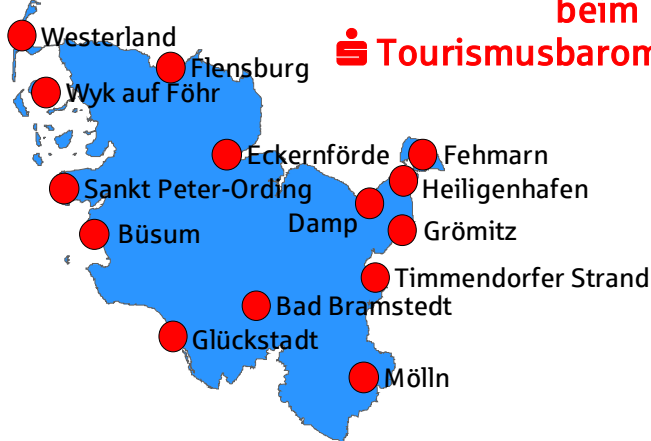 beim
Tourismusbarom
Westerland
Flensburg
Wyk auf Föhr
Eckernförde
Fehmarn
Sankt Peter-Ording
Heiligenhafen
Damp
Büsum
Grömitz
Timmendorfer Strand
Bad Bramstedt
Glückstadt
Mölln